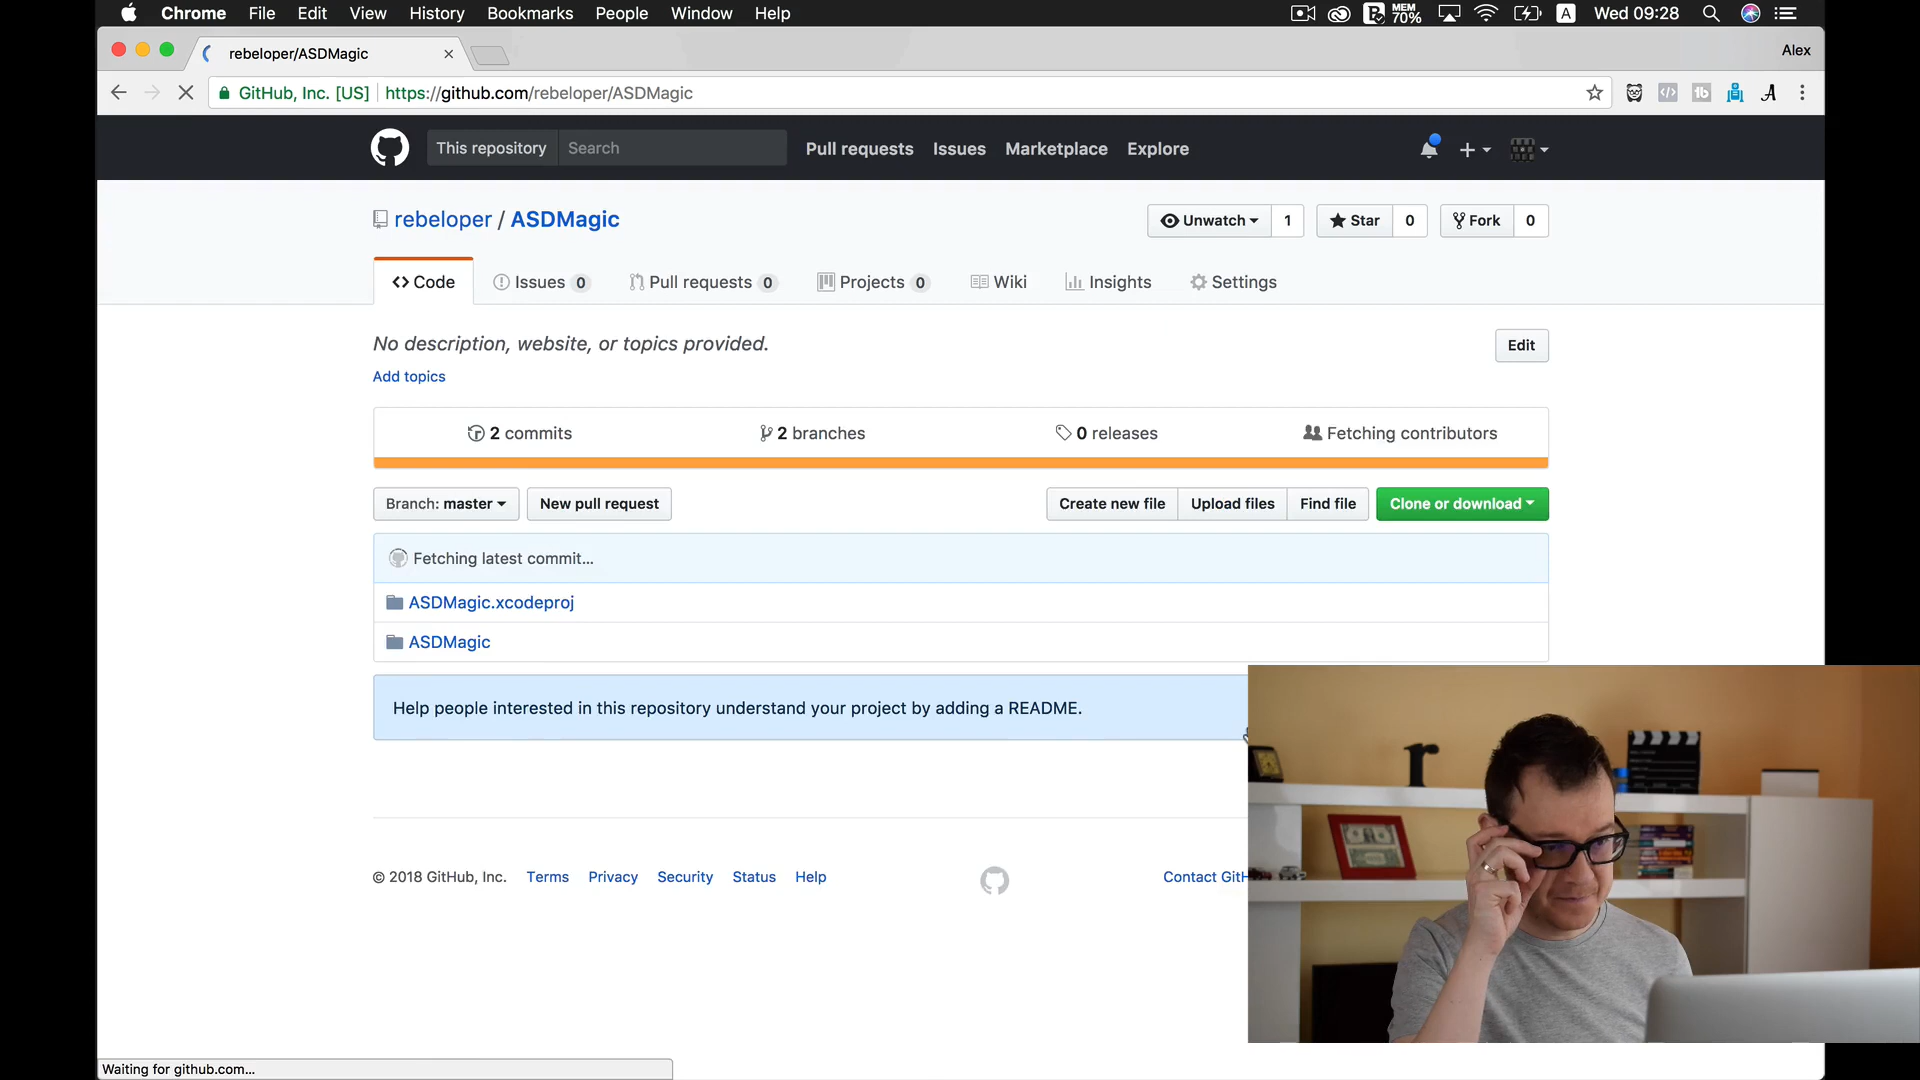 Chrome File Edit View History Bookmarks People Window Help MEM 70% A Wed 09:28
rebeloper/ASDMagic Alex
GitHub, Inc. [US] https://github.com/rebeloper/ASDMagic
This repository Search Pull requests Issues Marketplace Explore
rebeloper / ASDMagic Unwatch 1 Star 0 Fork 0
Code Issues 0 Pull requests 0 Projects 0 Wiki Insights Settings
No description, website, or topics provided. Edit
Add topics
2 commits 2 branches 0 releases Fetching contributors
Branch: master New pull request Create new file Upload files Find file Clone or download
Fetching latest commit...
ASDMagic.xcodeproj
ASDMagic
Help people interested in this repository understand your project by adding a README.
© 2018 GitHub, Inc. Terms Privacy Security Status Help Contact GitH
Waiting for github.com...